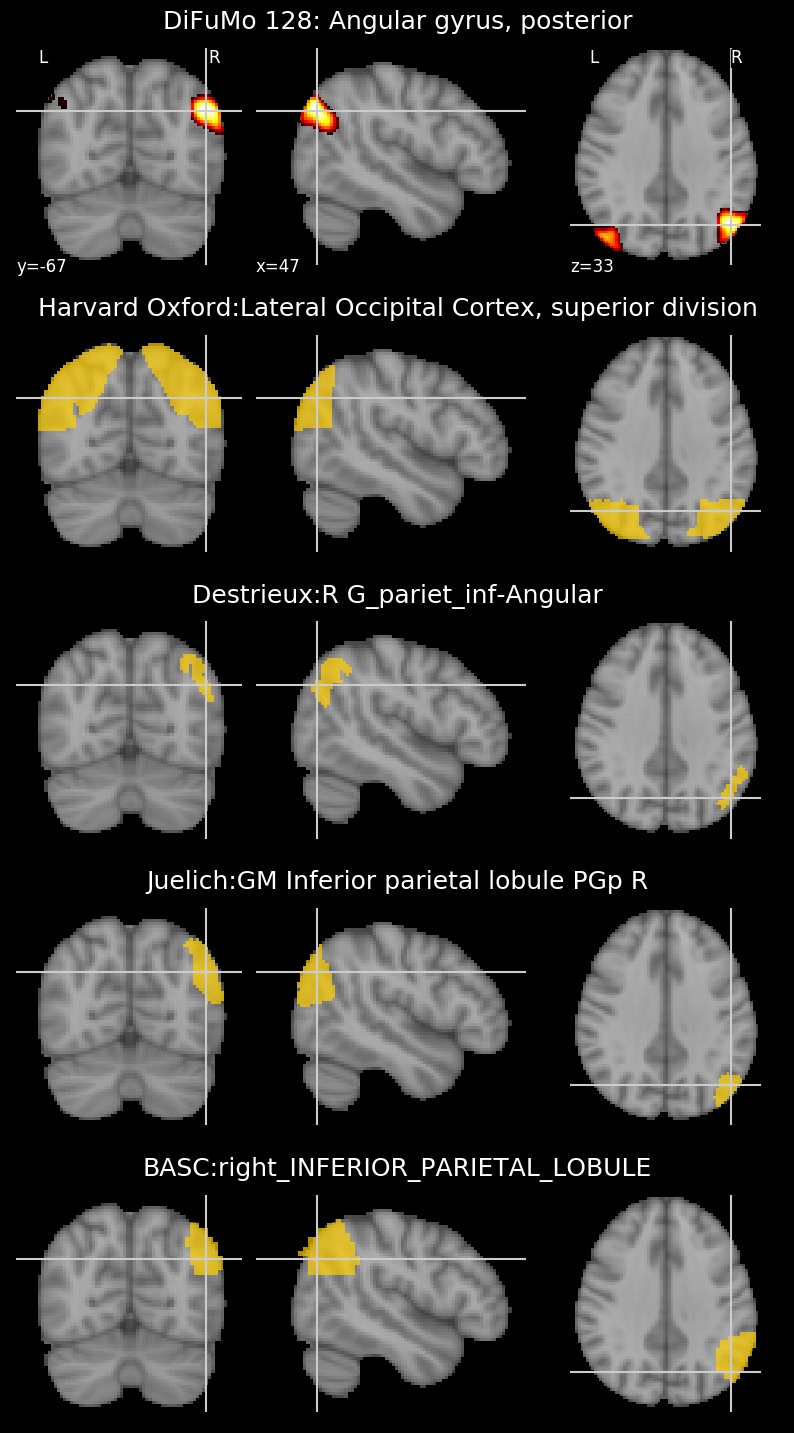 DiFuMo 128: Angular gyrus, posterior
L R L R
y=-67 x=47 z=33
Harvard Oxford:Lateral Occipital Cortex, superior division
Destrieux:R G_pariet_inf-Angular
Juelich:GM Inferior parietal lobule PGp R
BASC:right_INFERIOR_PARIETAL_LOBULE